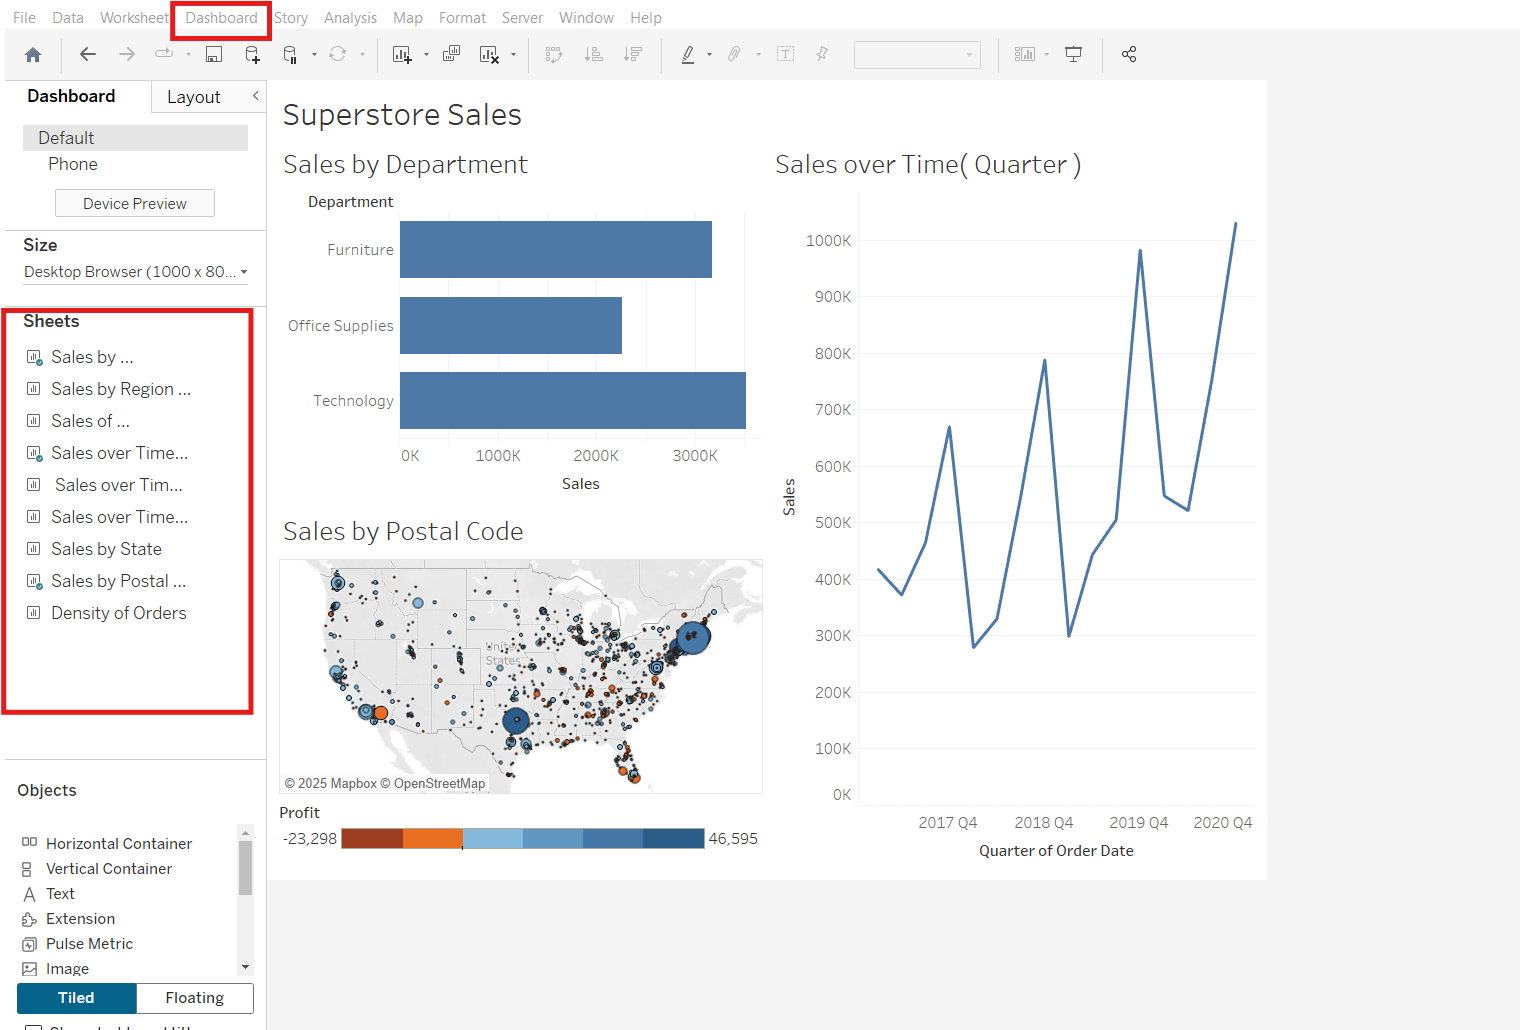 File Data Worksheet Dashboard Story Analysis Map Format Server Window Help
Dashboard Layout
Default
Phone
Device Preview
Size
Desktop Browser (1000 x 80...
Sheets
Sales by ...
Sales by Region ...
Sales of ...
Sales over Time...
Sales over Tim...
Sales over Time...
Sales by State
Sales by Postal ...
Density of Orders
Objects
Horizontal Container
Vertical Container
Text
Extension
Pulse Metric
Image
Tiled Floating
Superstore Sales
Sales by Department
Department
Furniture
Office Supplies
Technology
0K 1000K 2000K 3000K
Sales
Sales by Postal Code
United
States
© 2025 Mapbox © OpenStreetMap
Profit
-23,298 46,595
Sales over Time( Quarter )
1000K
900K
800K
700K
600K
500K
400K
300K
200K
100K
0K
Sales
2017 Q4 2018 Q4 2019 Q4 2020 Q4
Quarter of Order Date